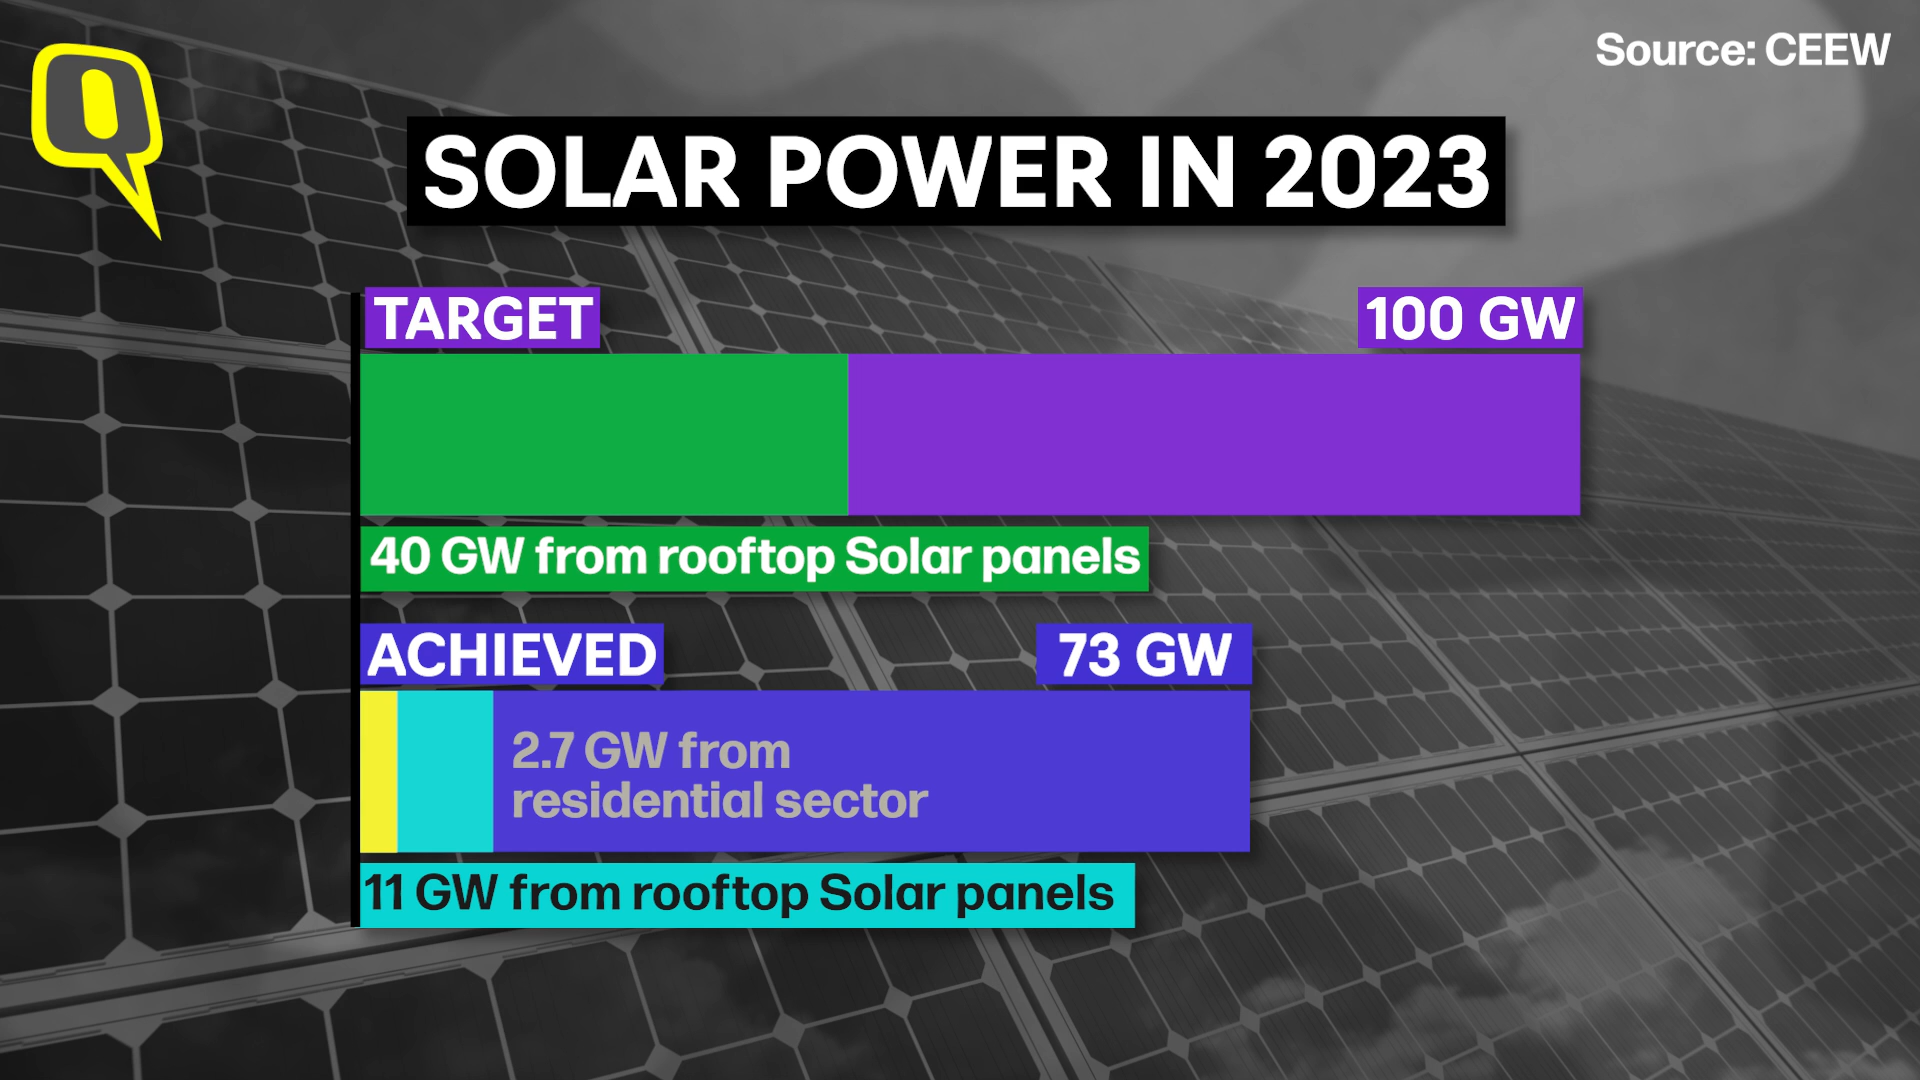 Source: CEEW
SOLAR POWER IN 2023
TARGET
100 GW
40 GW from rooftop Solar panels
ACHIEVED
73 GW
2.7 GW from
residential sector
11 GW from rooftop Solar panels